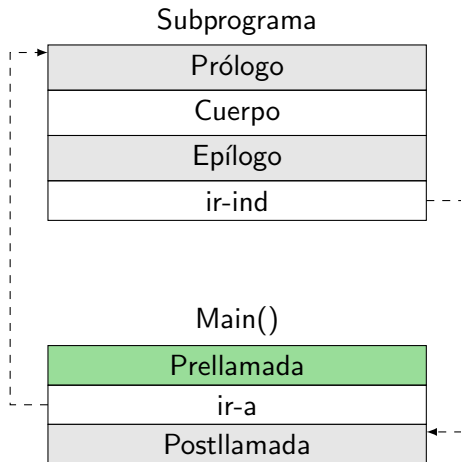 Subprograma
Prólogo
Cuerpo
Epílogo
ir-ind
Main()
Prellamada
ir-a
Postllamada